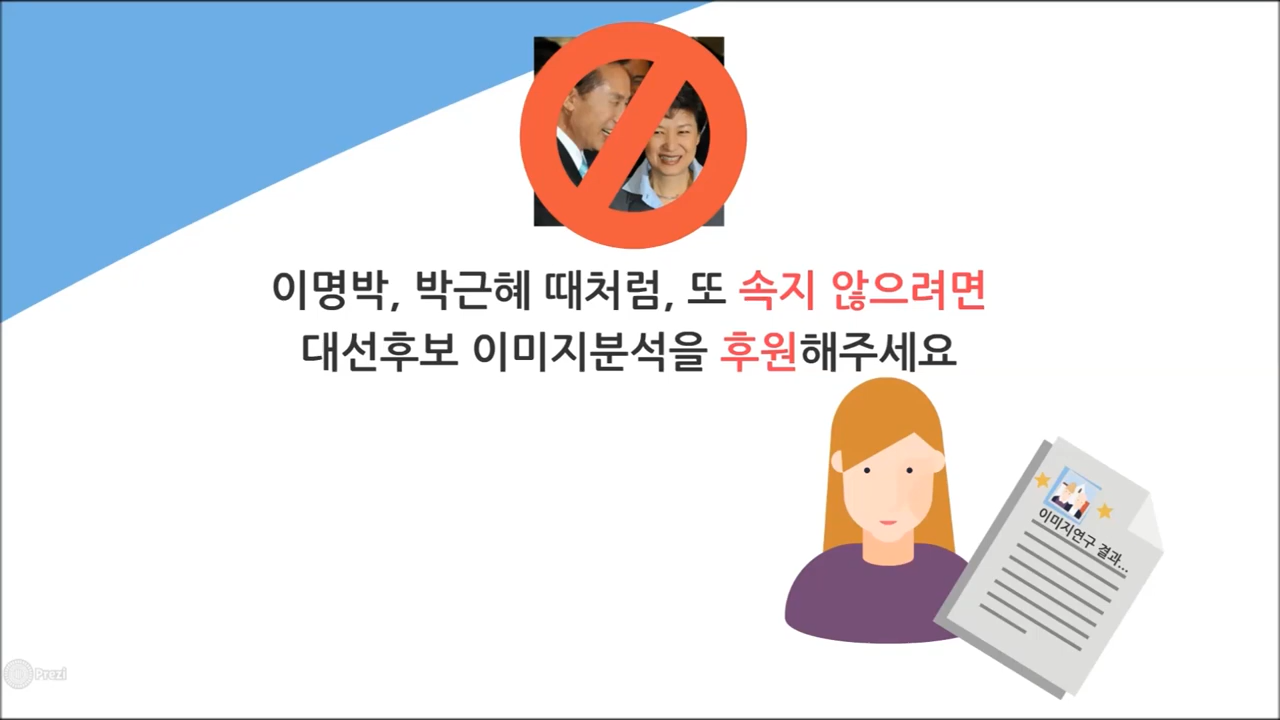 이명박, 박근혜 때처럼, 또 속지 않으려면
대선후보 이미지분석을 후원해주세요
이미지연구 결과...
Prezi